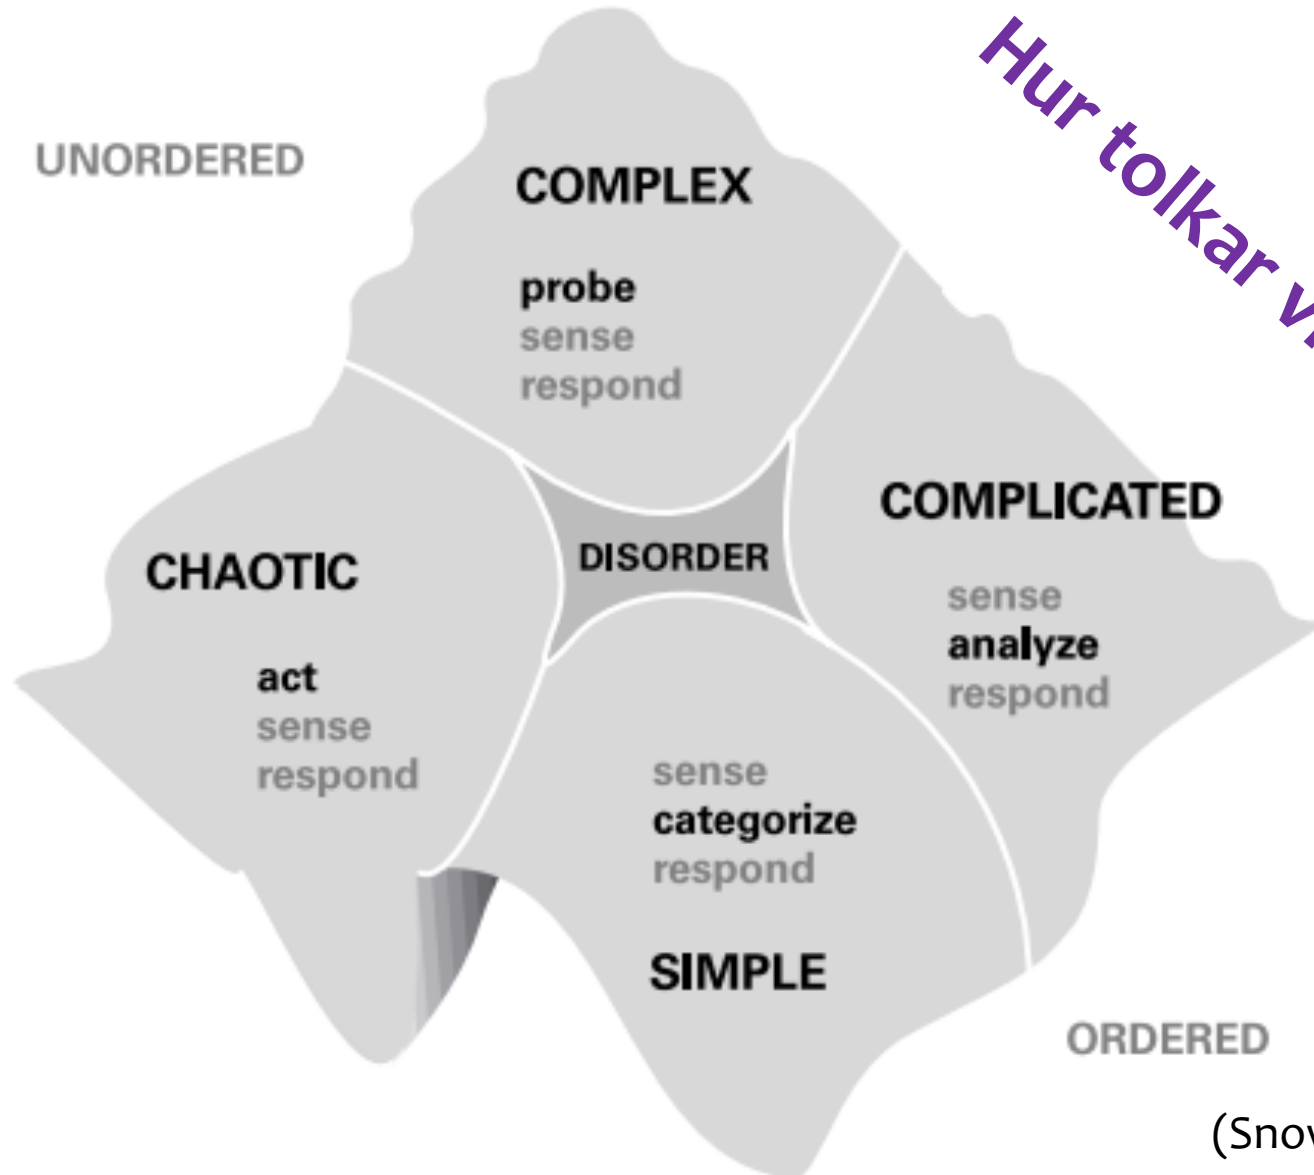 Hur tolkar
UNORDERED
COMPLEX
probe
sense
respond
COMPLICATED
sense
analyze
respond
DISORDER
CHAOTIC
act
sense
respond
sense
categorize
respond
SIMPLE
ORDERED